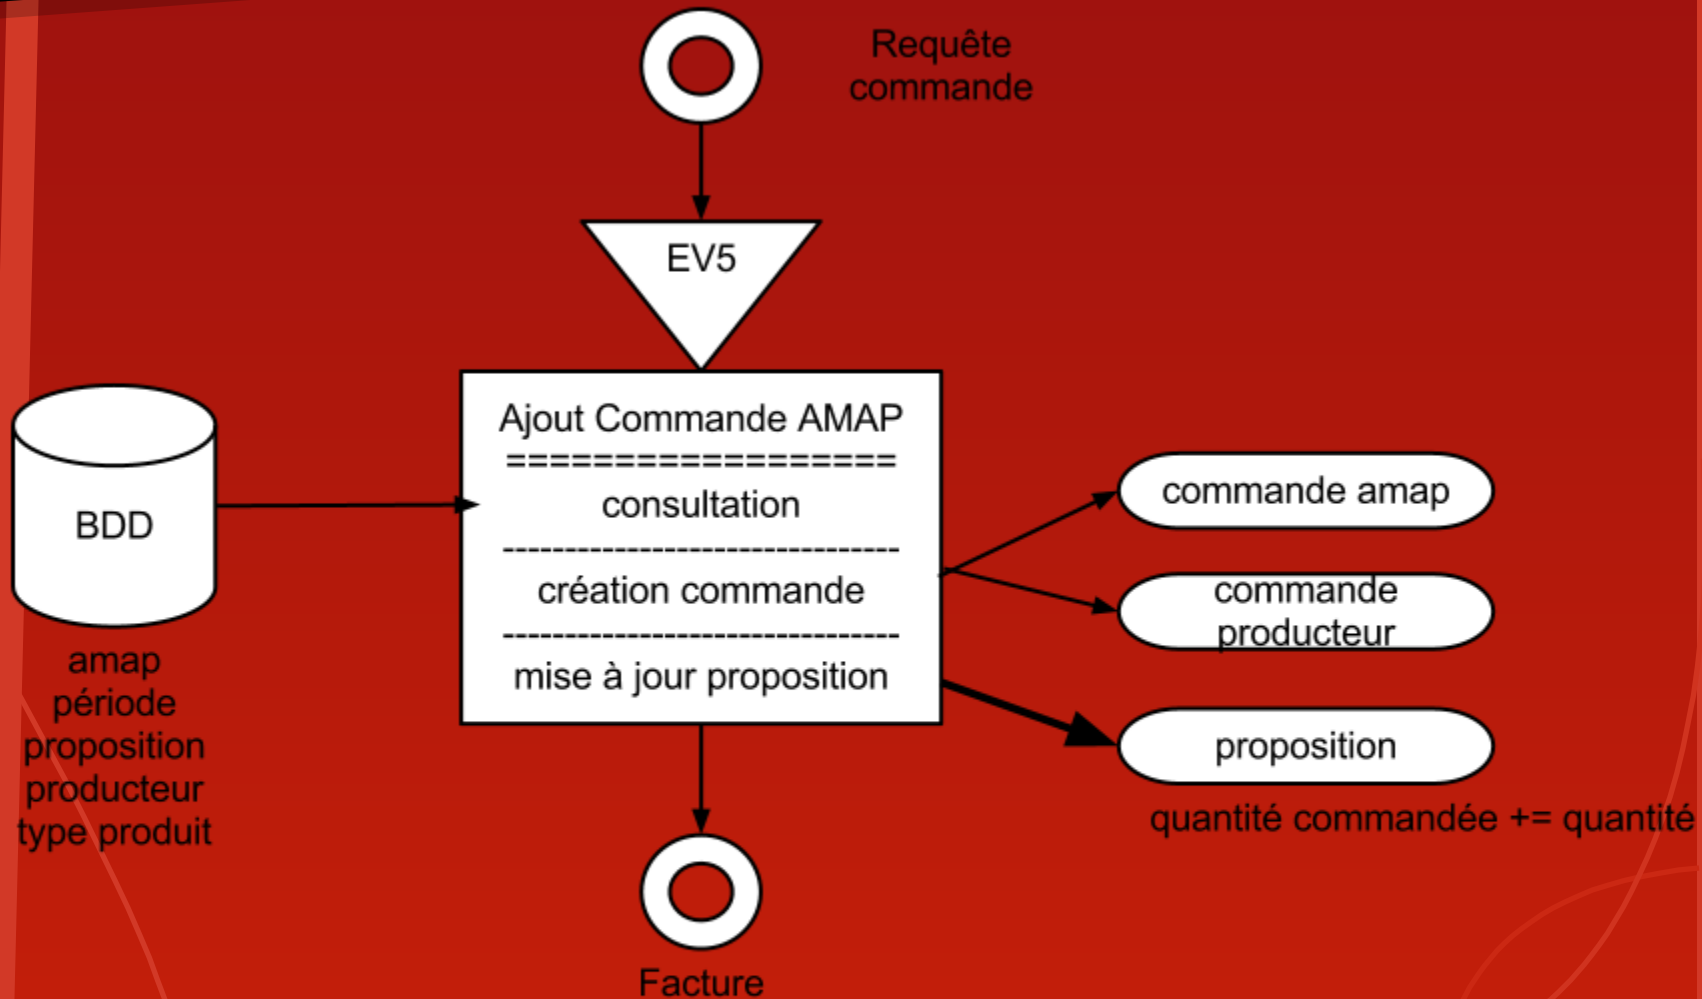 Requête
commande
EV5
Ajout Commande AMAP
==================
consultation
--------------------------------
création commande
--------------------------------
mise à jour proposition
BDD
amap
période
proposition
producteur
type produit
commande amap
commande
producteur
proposition
quantité commandée += quantité
Facture